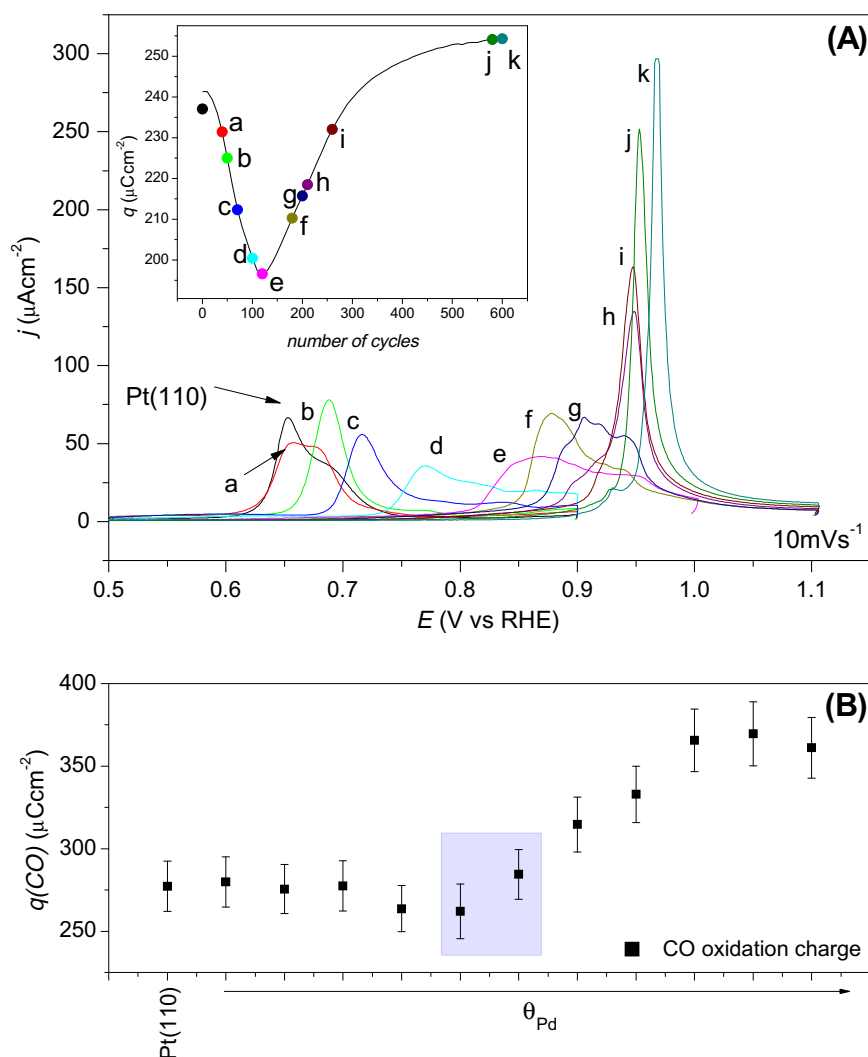 (A)
300
250
200
150
100
50
0
j (μAcm⁻²)
260
250
240
230
220
210
200
q (μCcm⁻²)
0 100 200 300 400 500 600
number of cycles
a
b
c
d
e
f
g
h
i
j k
k
j
i
h
Pt(110)
b
a
c
d
e
f
g
10mVs⁻¹
0.5 0.6 0.7 0.8 0.9 1.0 1.1
E (V vs RHE)
(B)
400
350
300
250
q(CO) (μCcm⁻²)
CO oxidation charge
Pt(110)
θPd